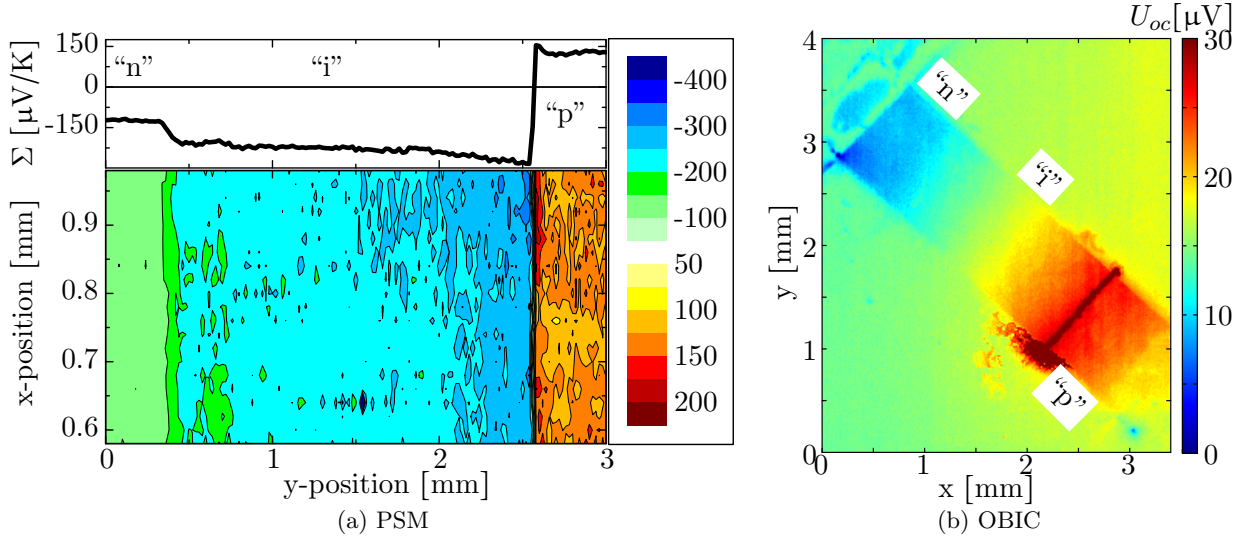 Σ [μV/K]
150
0
-150
“n”
“i”
“p”
x-position [mm]
0.9
0.8
0.7
0.6
0
1
2
3
y-position [mm]
-400
-300
-200
-100
50
100
150
200
(a) PSM
U_oc[μV]
30
20
10
0
y [mm]
4
3
2
1
0
“n”
“i”
“p”
0
1
2
3
x [mm]
(b) OBIC